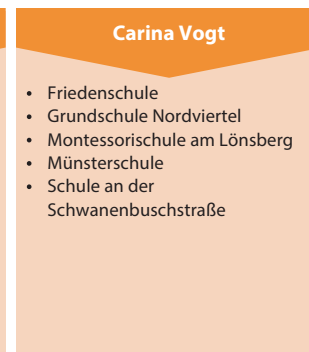 Carina Vogt
• Friedenschule
• Grundschule Nordviertel
• Montessorischule am Lönsberg
• Münsterschule
• Schule an der
Schwanenbuschstraße